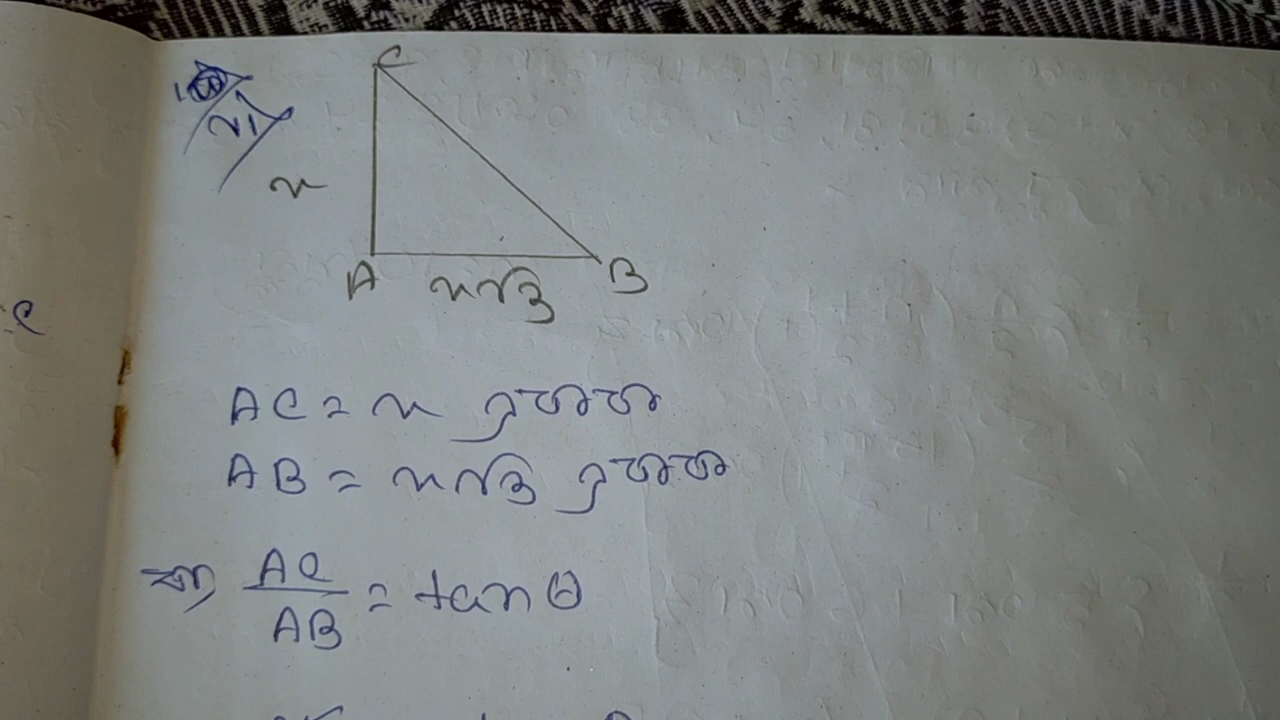 C
x
A x√3 B
AC = x একক
AB = x√3 একক
AC/AB = tanθ